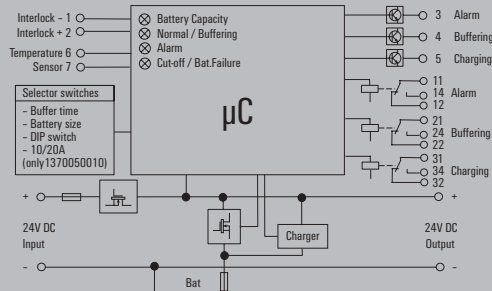 Interlock – 1
Interlock + 2
Temperature 6
Sensor 7
Battery Capacity
Normal / Buffering
Alarm
Cut-off / Bat.Failure
Selector switches
– Buffer time
– Battery size
– DIP switch
– 10/20A
(only1370050010)
µC
3 Alarm
4 Buffering
5 Charging
11
14 Alarm
12
21
24 Buffering
22
31
34 Charging
32
+
24V DC
Input
–
Charger
Bat
+
24V DC
Output
–